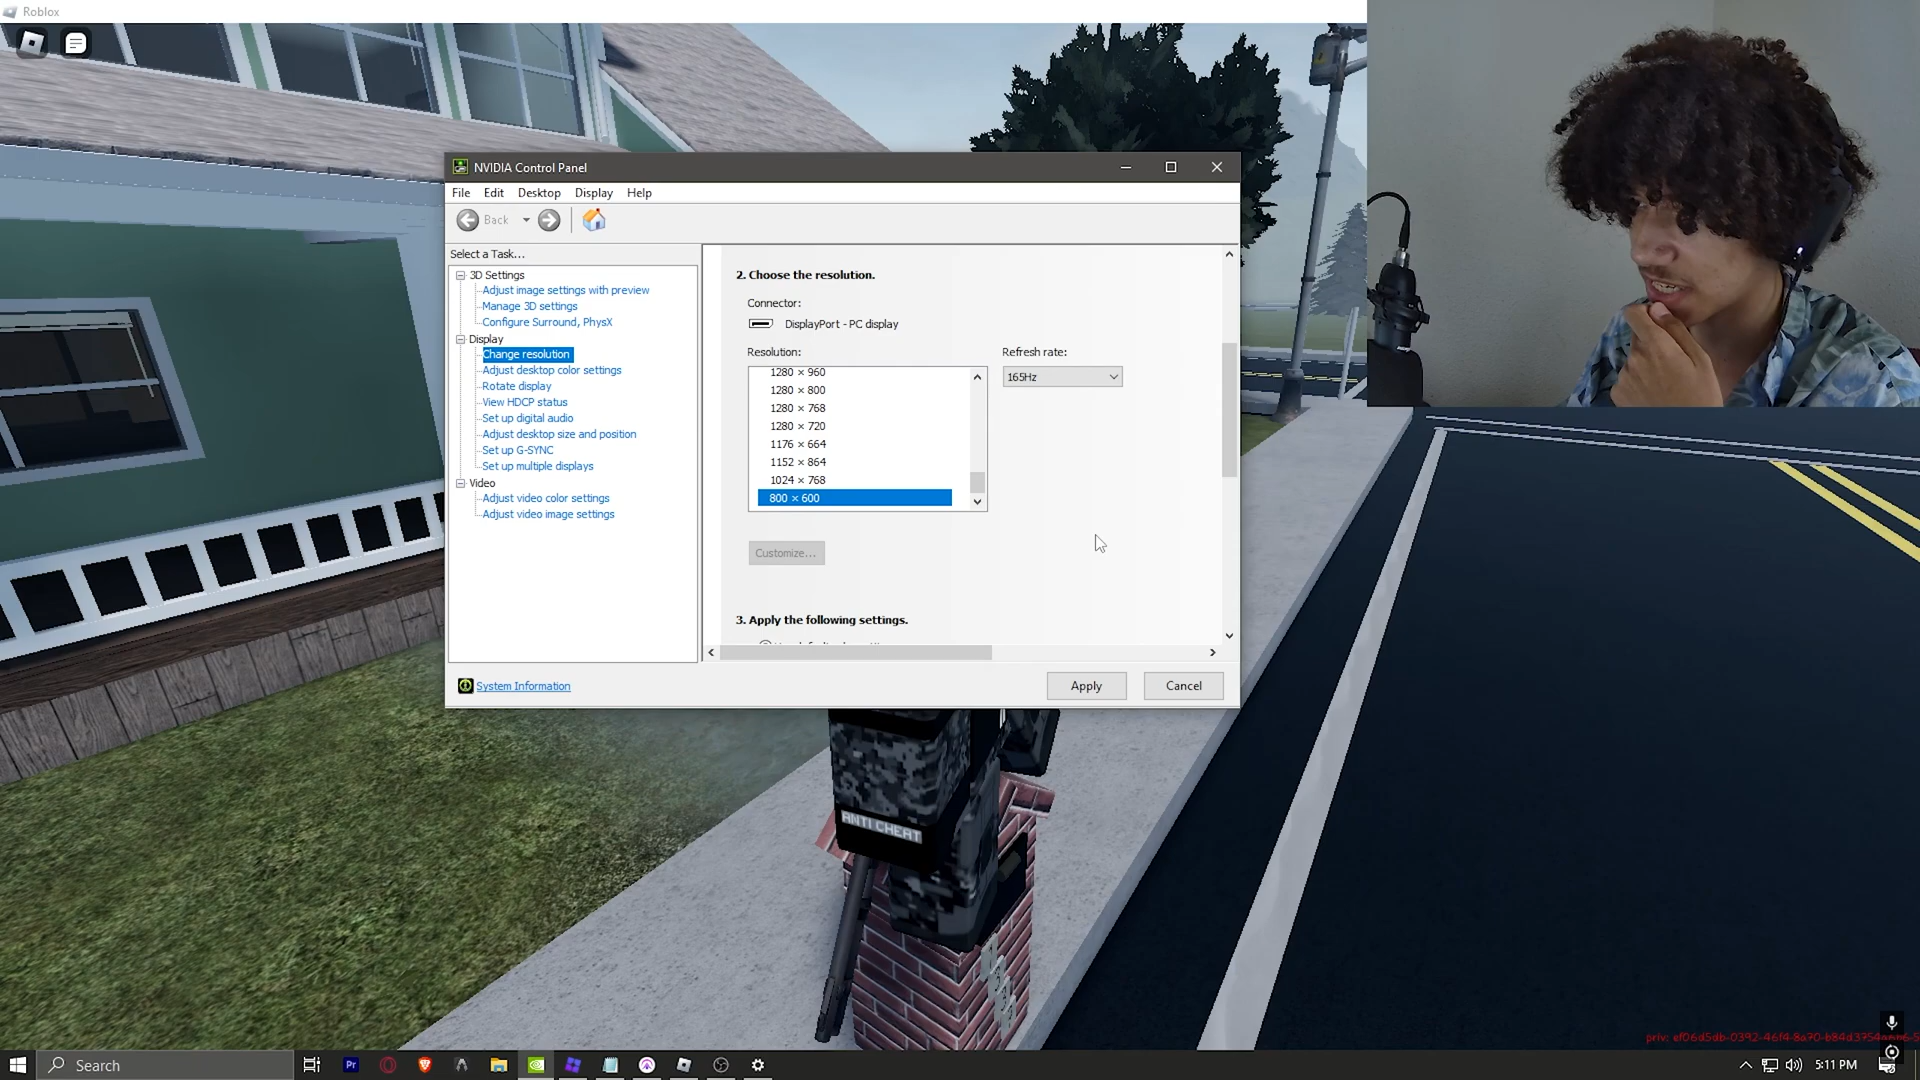 Roblox
NVIDIA Control Panel
File Edit Desktop Display Help
Back
Select a Task...
3D Settings
Adjust image settings with preview
Manage 3D settings
Configure Surround, PhysX
Display
Change resolution
Adjust desktop color settings
Rotate display
View HDCP status
Set up digital audio
Adjust desktop size and position
Set up G-SYNC
Set up multiple displays
Video
Adjust video color settings
Adjust video image settings
System Information
2. Choose the resolution.
Connector:
DisplayPort - PC display
Resolution:
1280 × 960
1280 × 800
1280 × 768
1280 × 720
1176 × 664
1152 × 864
1024 × 768
800 × 600
Refresh rate:
165Hz
Customize...
3. Apply the following settings.
Apply Cancel
ANTI CHEAT
Search
Pr
5:11 PM